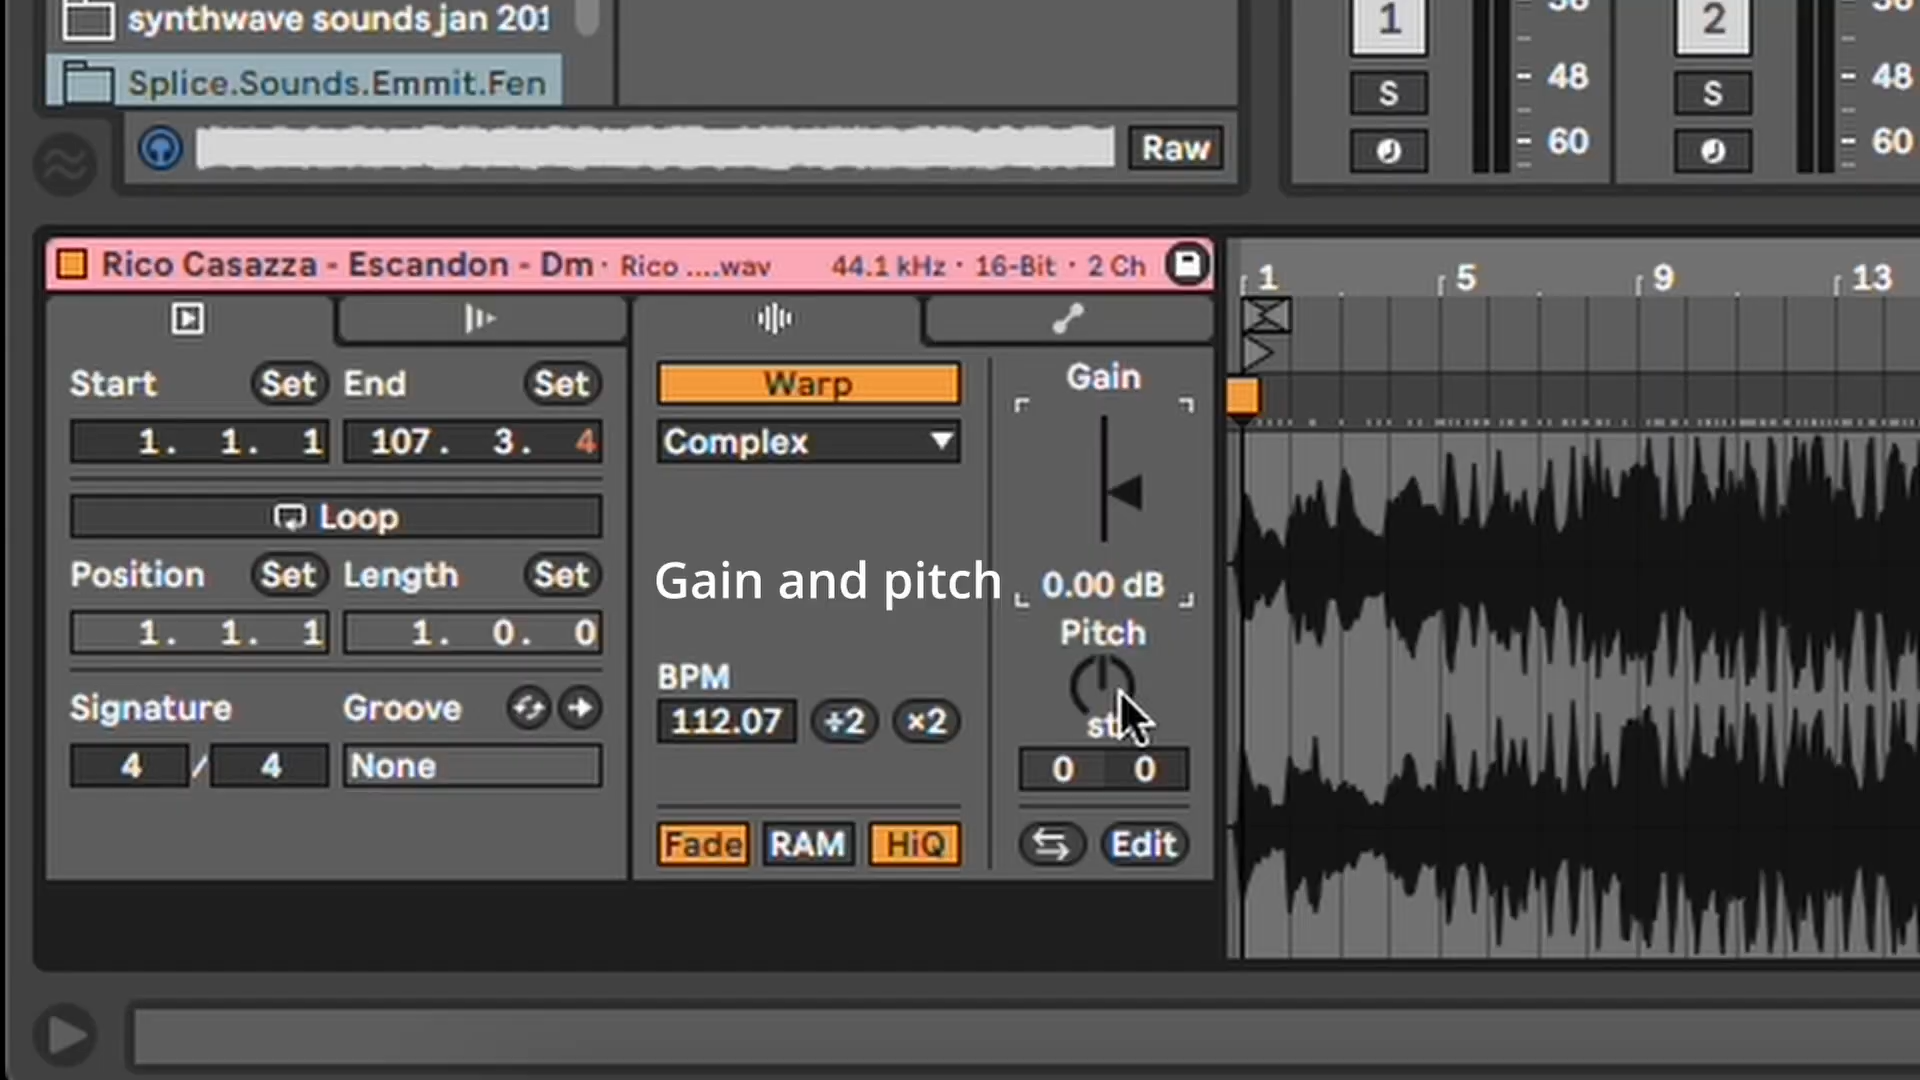 synthwave sounds jan 201
Splice.Sounds.Emmit.Fen
Raw
1
S
36
48
60
2
S
36
48
60
Rico Casazza - Escandon - Dm · Rico ....wav 44.1 kHz · 16-Bit · 2 Ch
Start Set End Set
1. 1. 1 107. 3. 4
Loop
Position Set Length Set
1. 1. 1 1. 0. 0
Signature Groove
4 / 4 None
Warp
Complex
Gain and pitch
BPM
112.07 ÷2 ×2
Fade RAM HiQ
Gain
0.00 dB
Pitch
st
0 0
Edit
1 5 9 13